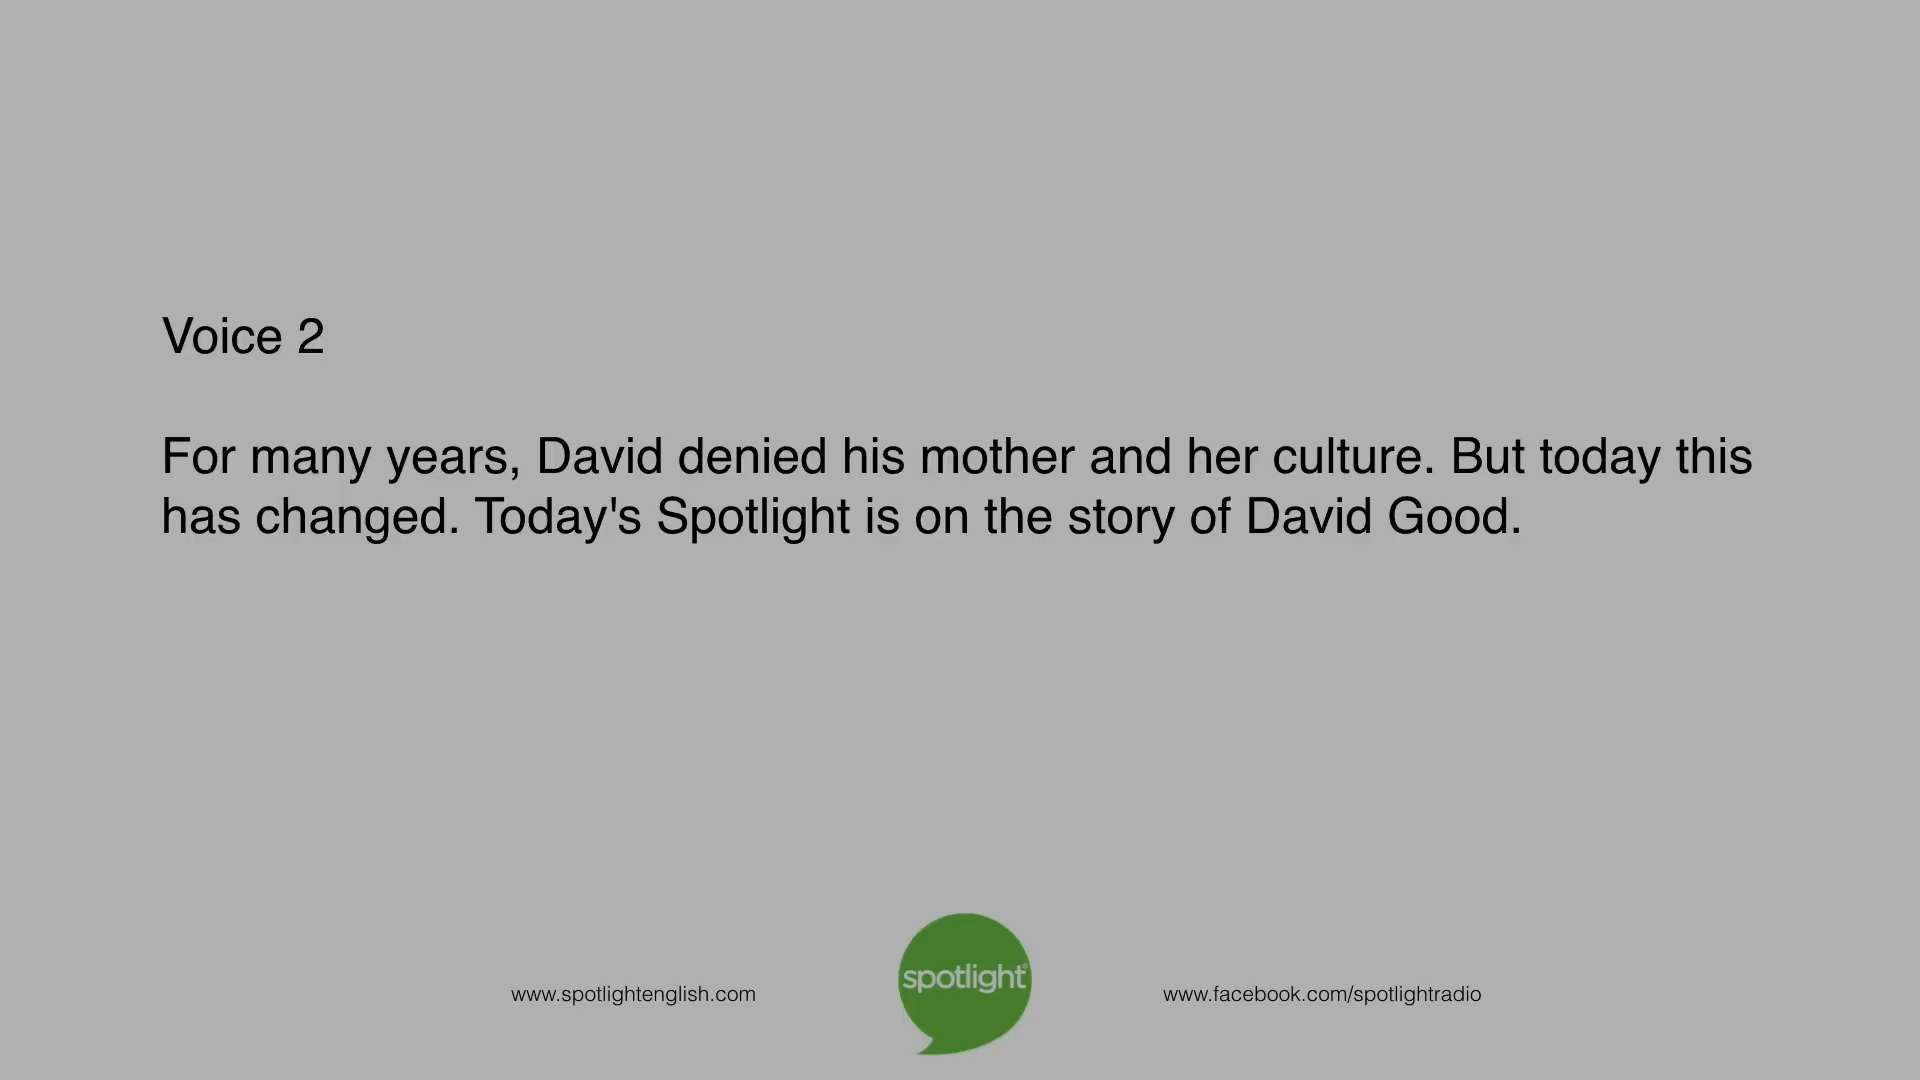 Voice 2
For many years, David denied his mother and her culture. But today this
has changed. Today's Spotlight is on the story of David Good.
spotlight®
www.spotlightenglish.com
www.facebook.com/spotlightradio